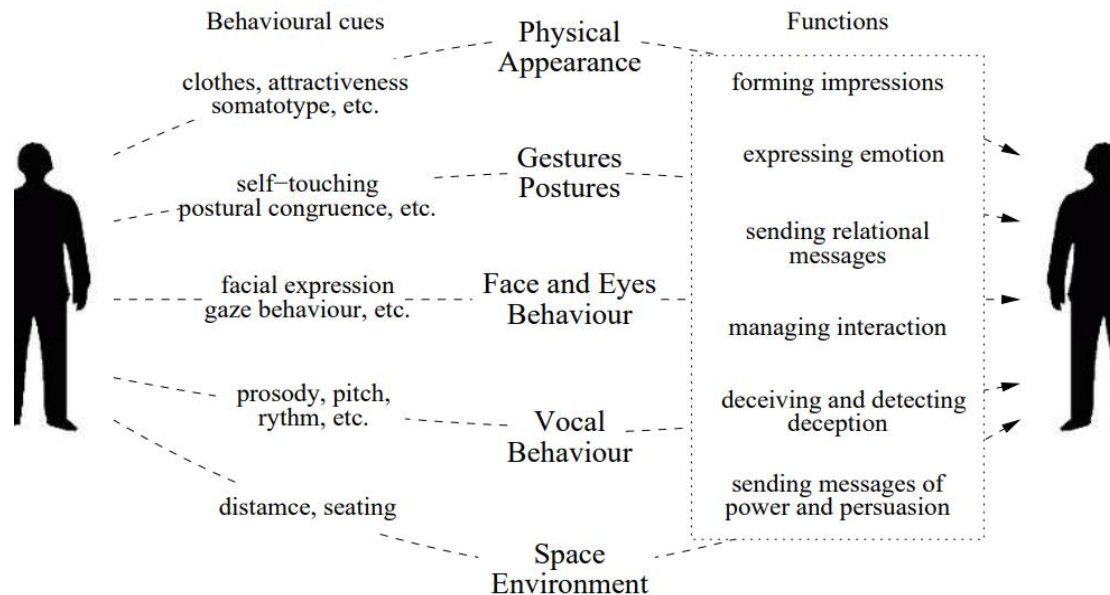 Behavioural cues
Physical
Appearance
Functions
clothes, attractiveness
somatotype, etc.
forming impressions
Gestures
Postures
expressing emotion
self−touching
postural congruence, etc.
sending relational
messages
facial expression
gaze behaviour, etc.
Face and Eyes
Behaviour
managing interaction
prosody, pitch,
rythm, etc.
Vocal
Behaviour
deceiving and detecting
deception
distamce, seating
sending messages of
power and persuasion
Space
Environment